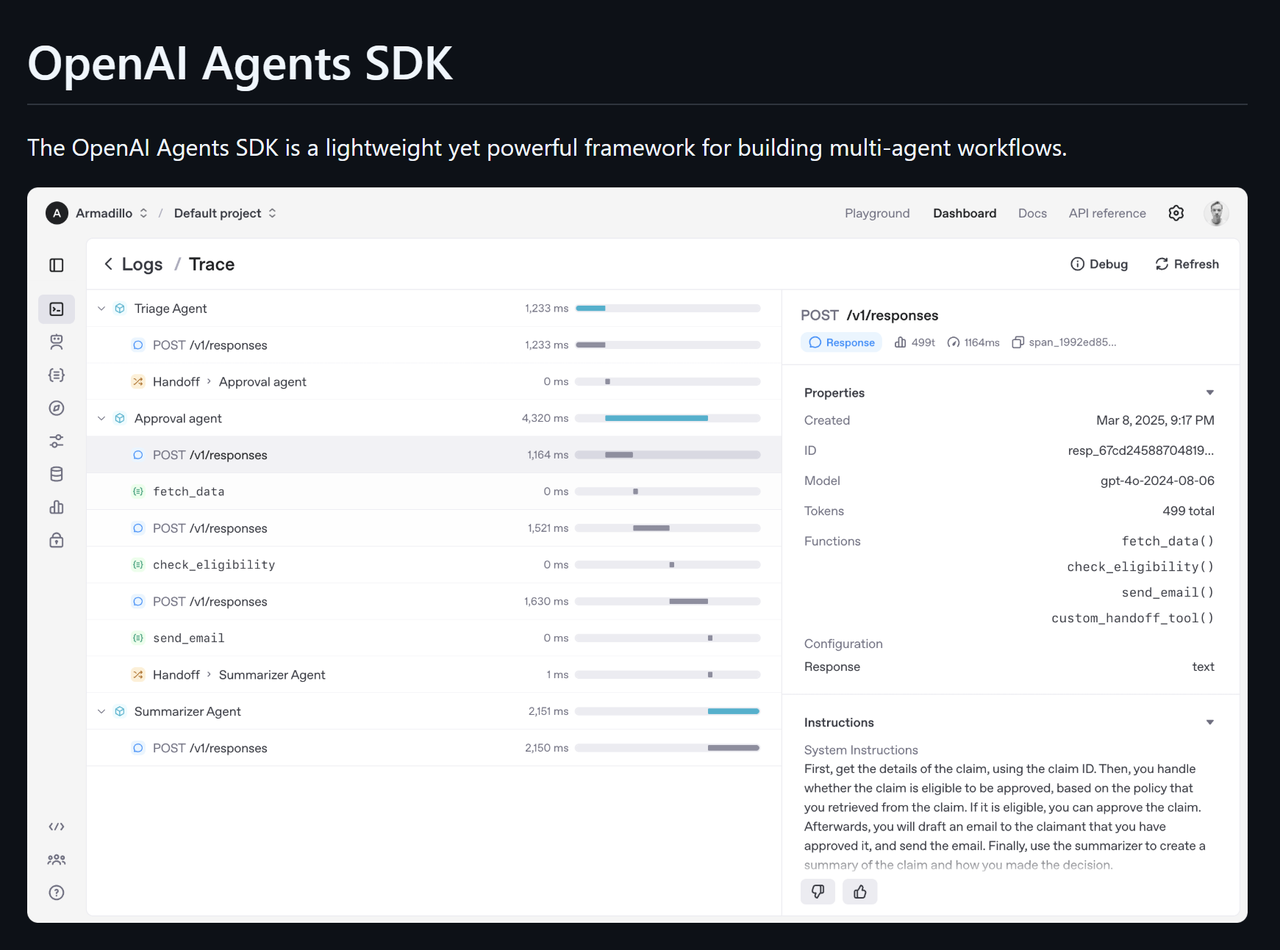 OpenAI Agents SDK
The OpenAI Agents SDK is a lightweight yet powerful framework for building multi-agent workflows.
A Armadillo / Default project Playground Dashboard Docs API reference
Logs / Trace Debug Refresh
Triage Agent 1,233 ms
POST /v1/responses 1,233 ms
Handoff > Approval agent 0 ms
Approval agent 4,320 ms
POST /v1/responses 1,164 ms
fetch_data 0 ms
POST /v1/responses 1,521 ms
check_eligibility 0 ms
POST /v1/responses 1,630 ms
send_email 0 ms
Handoff > Summarizer Agent 1 ms
Summarizer Agent 2,151 ms
POST /v1/responses 2,150 ms
POST /v1/responses
Response 499t 1164ms span_1992ed85...
Properties
Created Mar 8, 2025, 9:17 PM
ID resp_67cd24588704819...
Model gpt-4o-2024-08-06
Tokens 499 total
Functions fetch_data()
check_eligibility()
send_email()
custom_handoff_tool()
Configuration
Response text
Instructions
System Instructions
First, get the details of the claim, using the claim ID. Then, you handle
whether the claim is eligible to be approved, based on the policy that
you retrieved from the claim. If it is eligible, you can approve the claim.
Afterwards, you will draft an email to the claimant that you have
approved it, and send the email. Finally, use the summarizer to create a
summary of the claim and how you made the decision.